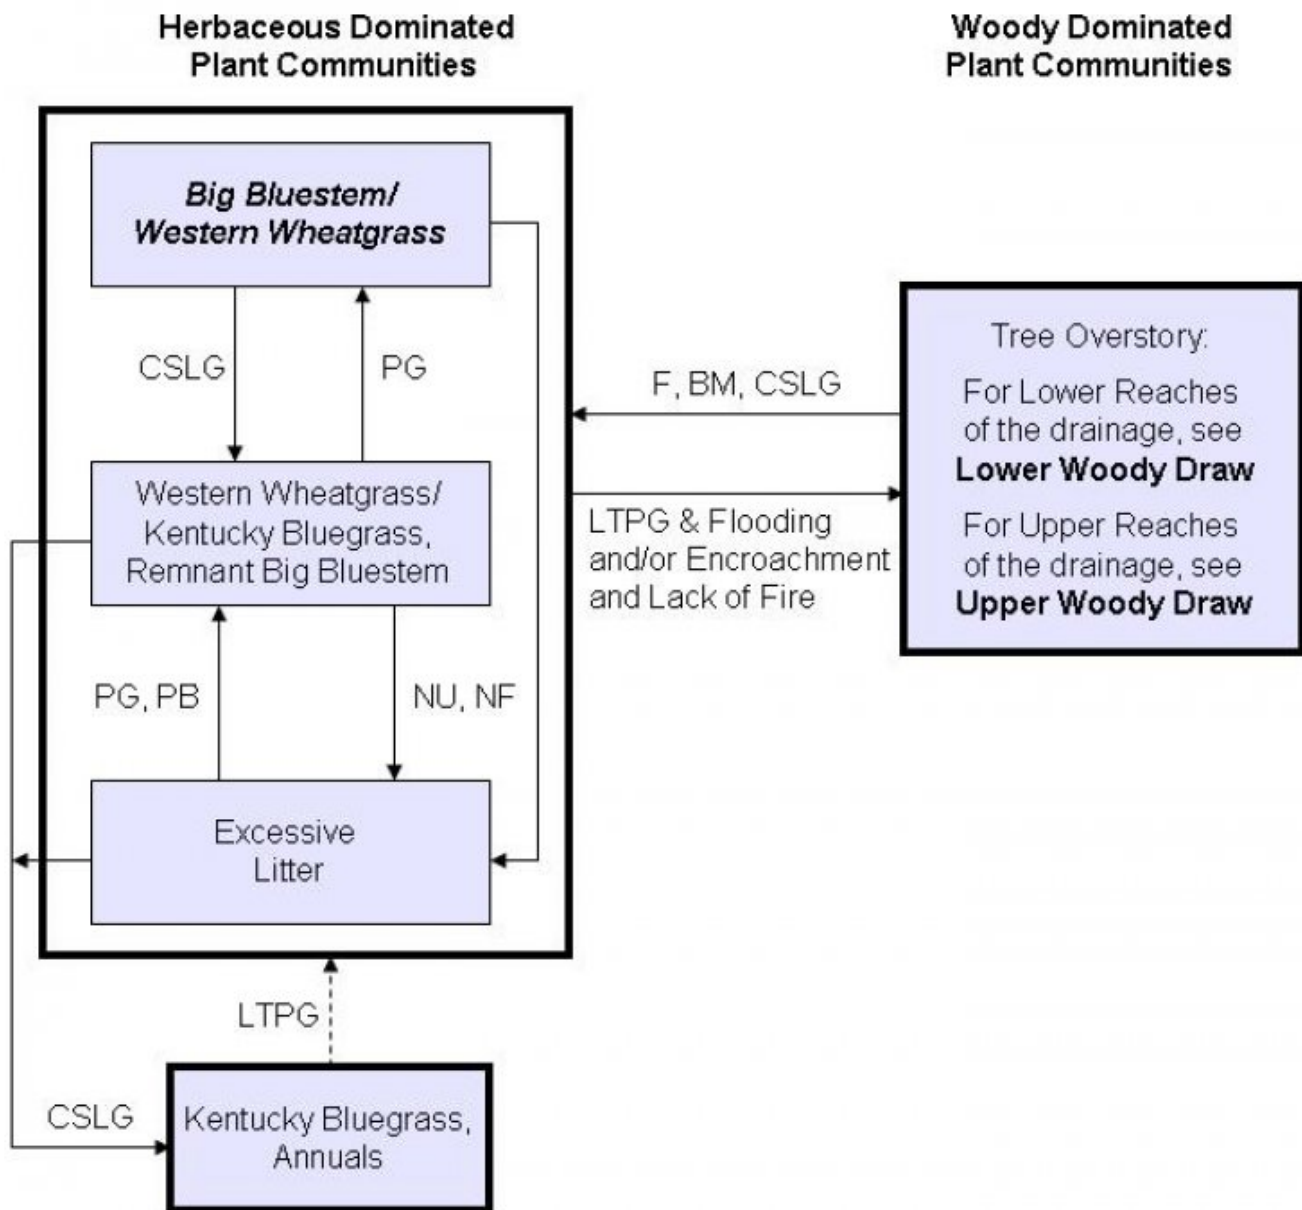 Herbaceous Dominated
Plant Communities
Woody Dominated
Plant Communities
Big Bluestem/
Western Wheatgrass
CSLG
PG
Western Wheatgrass/
Kentucky Bluegrass,
Remnant Big Bluestem
PG, PB
NU, NF
Excessive
Litter
F, BM, CSLG
LTPG & Flooding
and/or Encroachment
and Lack of Fire
Tree Overstory:
For Lower Reaches
of the drainage, see
Lower Woody Draw
For Upper Reaches
of the drainage, see
Upper Woody Draw
LTPG
CSLG
Kentucky Bluegrass,
Annuals